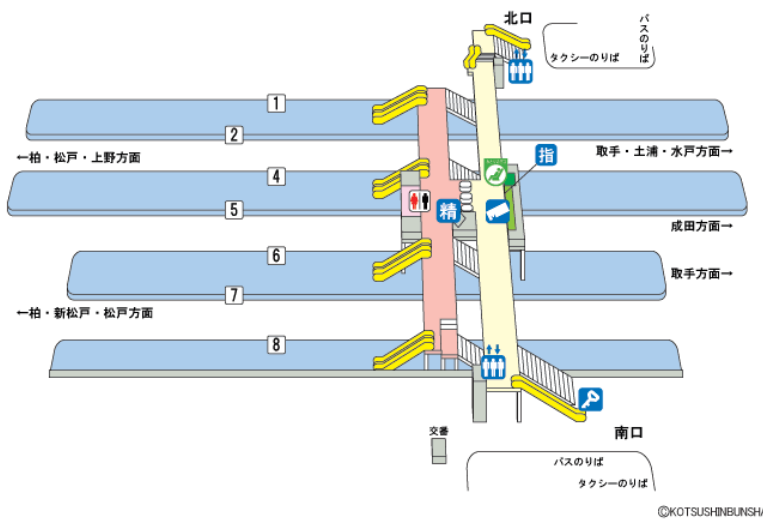 北口
バスのりば
タクシーのりば
1
2
←柏・松戸・上野方面
取手・土浦・水戸方面→
指
4
精
5
成田方面→
6
取手方面→
7
←柏・新松戸・松戸方面
8
交番
南口
バスのりば
タクシーのりば
©KOTSUSHINBUNSHA